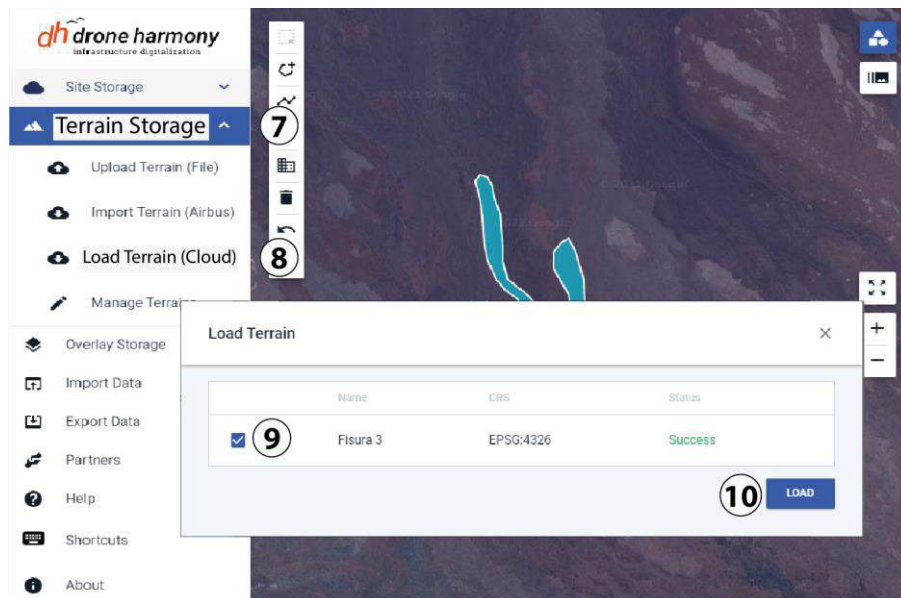 dh drone harmony
infrastructure digitalization
Site Storage
Terrain Storage
7
Upload Terrain (File)
Import Terrain (Airbus)
Load Terrain (Cloud)
8
Manage Terrains
Overlay Storage
Import Data
Export Data
Partners
Help
Shortcuts
About
Load Terrain
Name CRS Status
9 Fisura 3 EPSG:4326 Success
10 LOAD